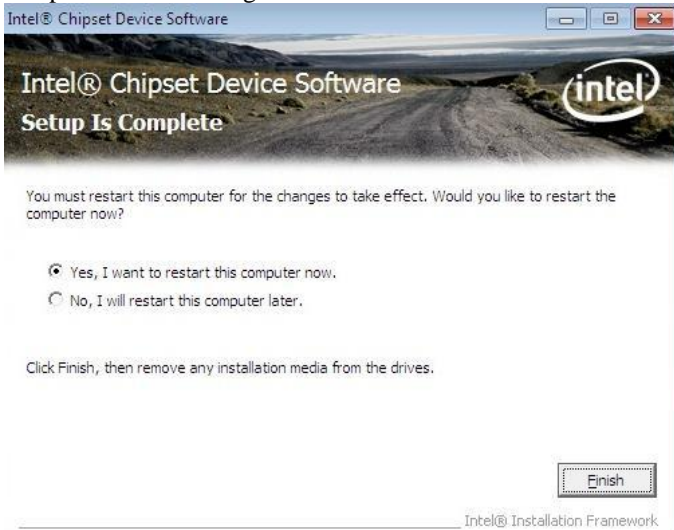 Intel® Chipset Device Software
Intel® Chipset Device Software
intel
Setup Is Complete
You must restart this computer for the changes to take effect. Would you like to restart the
computer now?
Yes, I want to restart this computer now.
No, I will restart this computer later.
Click Finish, then remove any installation media from the drives.
Finish
Intel® Installation Framework